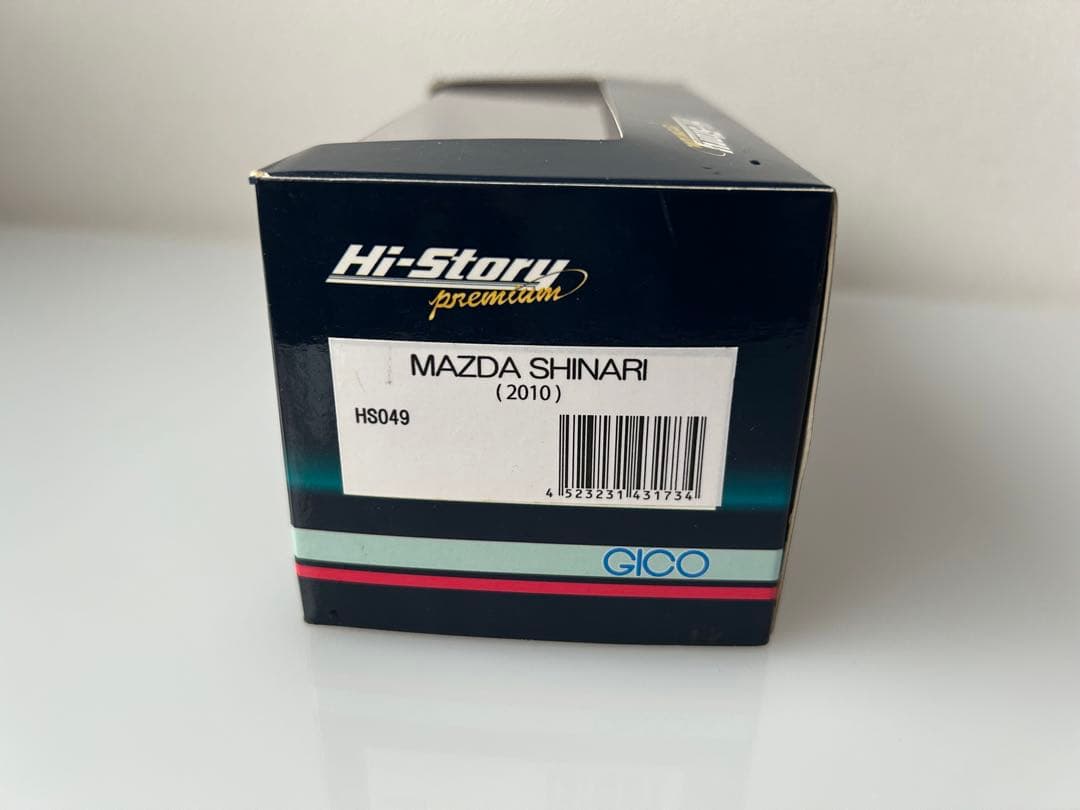 Hi-Story
premium
MAZDA SHINARI
(2010)
HS049
4 523231 431734
GICO